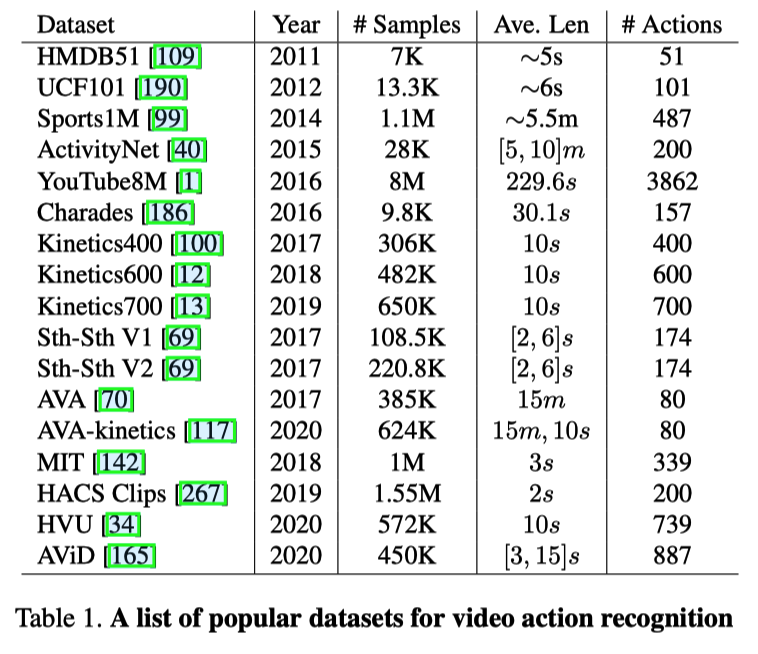 Dataset Year # Samples Ave. Len # Actions
HMDB51 [109] 2011 7K ~5s 51
UCF101 [190] 2012 13.3K ~6s 101
Sports1M [99] 2014 1.1M ~5.5m 487
ActivityNet [40] 2015 28K [5, 10]m 200
YouTube8M [1] 2016 8M 229.6s 3862
Charades [186] 2016 9.8K 30.1s 157
Kinetics400 [100] 2017 306K 10s 400
Kinetics600 [12] 2018 482K 10s 600
Kinetics700 [13] 2019 650K 10s 700
Sth-Sth V1 [69] 2017 108.5K [2, 6]s 174
Sth-Sth V2 [69] 2017 220.8K [2, 6]s 174
AVA [70] 2017 385K 15m 80
AVA-kinetics [117] 2020 624K 15m, 10s 80
MIT [142] 2018 1M 3s 339
HACS Clips [267] 2019 1.55M 2s 200
HVU [34] 2020 572K 10s 739
AViD [165] 2020 450K [3, 15]s 887
Table 1. A list of popular datasets for video action recognition